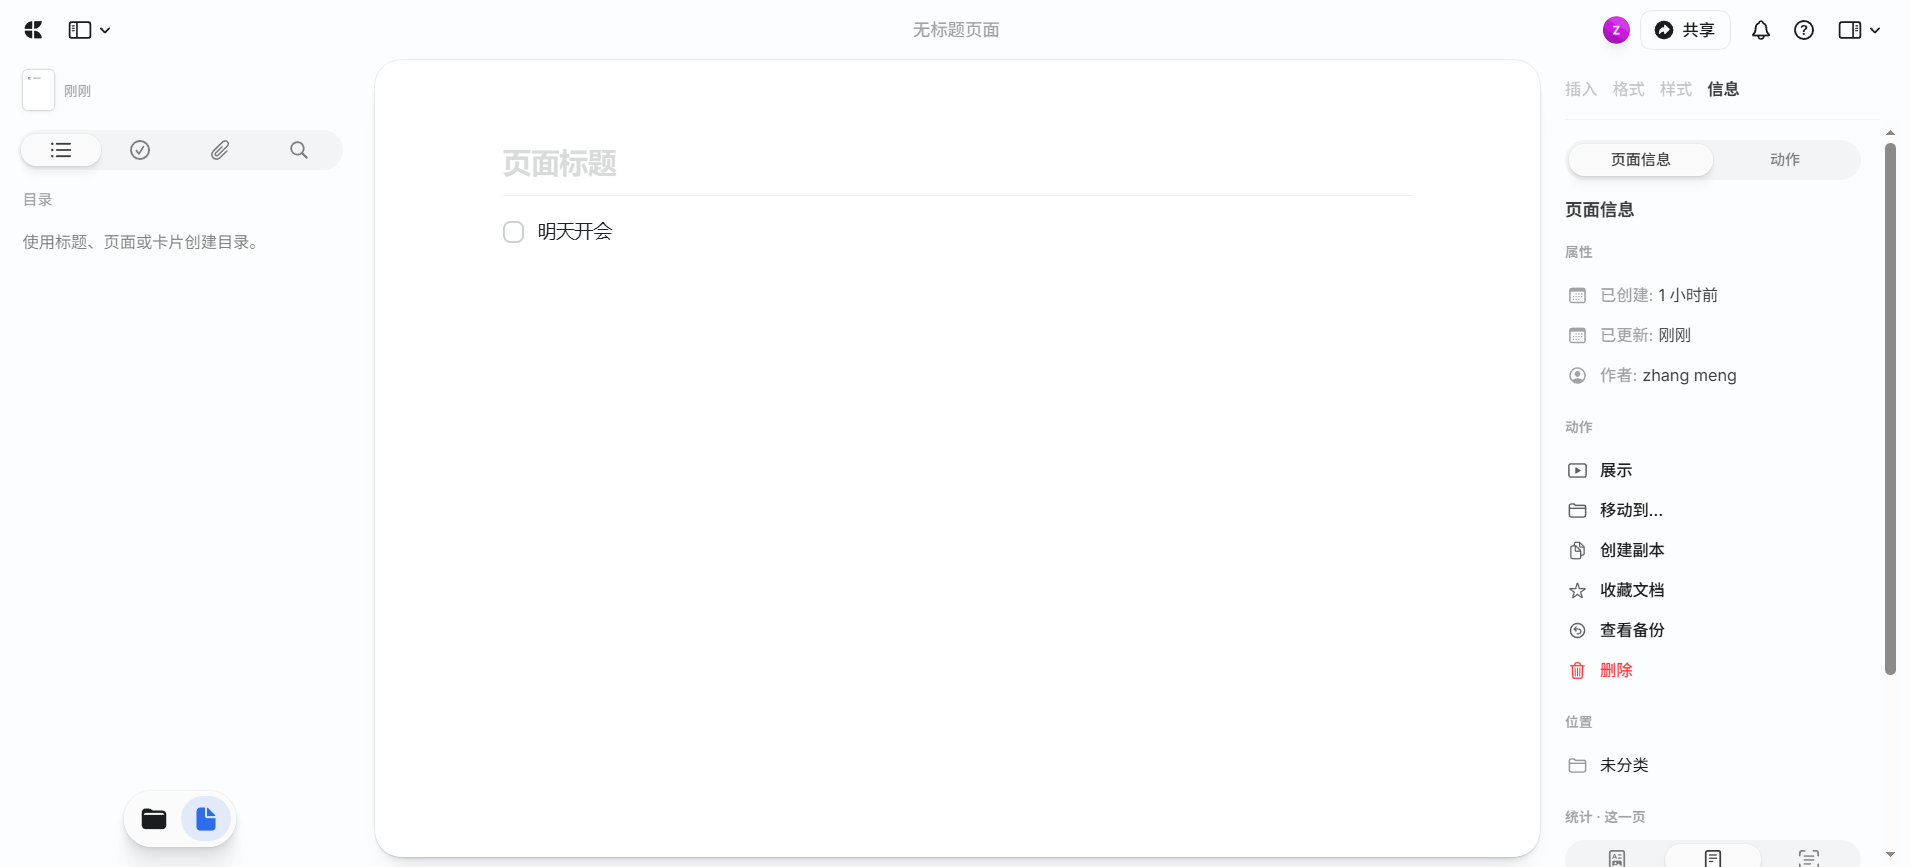 无标题页面
Z
共享
刚刚
目录
使用标题、页面或卡片创建目录。
页面标题
明天开会
插入 格式 样式 信息
页面信息 动作
页面信息
属性
已创建: 1 小时前
已更新: 刚刚
作者: zhang meng
动作
展示
移动到...
创建副本
收藏文档
查看备份
删除
位置
未分类
统计 · 这一页